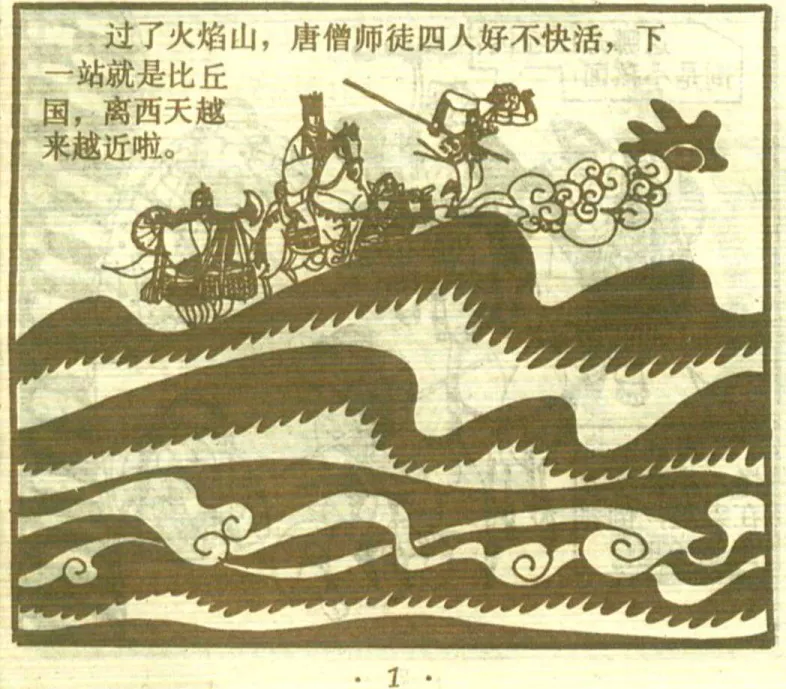 过了火焰山，唐僧师徒四人好不快活，下
一站就是比丘
国，离西天越
来越近啦。
· 1 ·